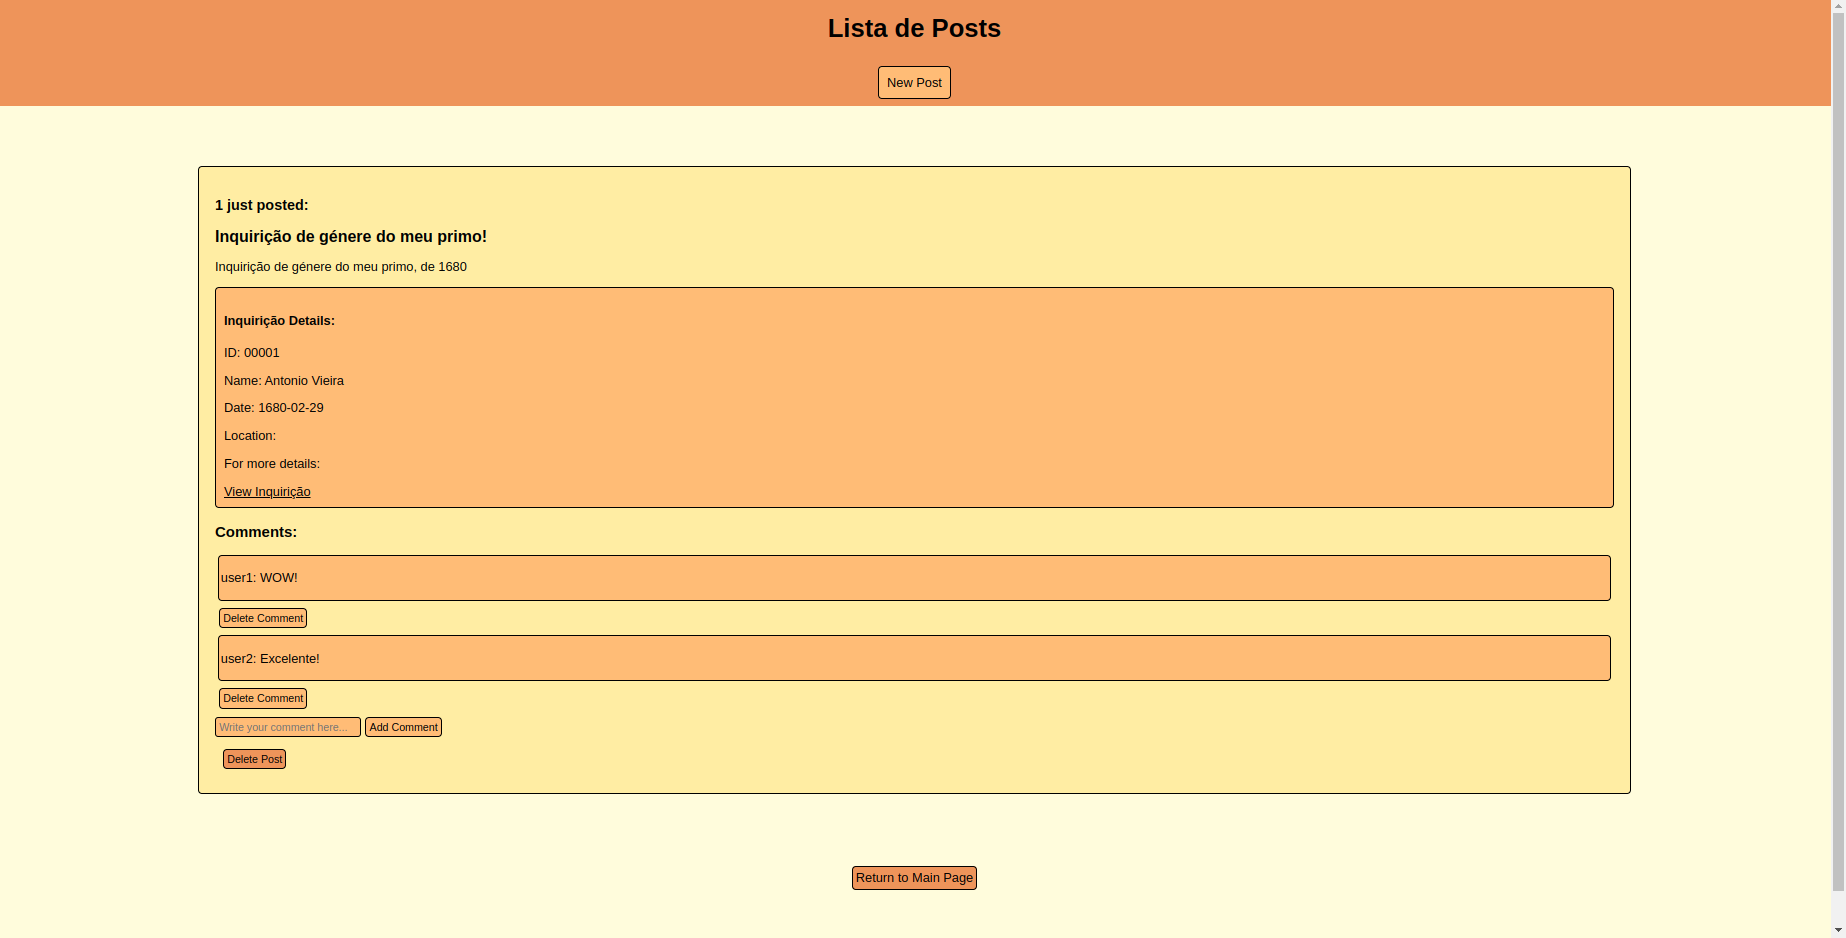 Lista de Posts
New Post
1 just posted:
Inquirição de génere do meu primo!
Inquirição de génere do meu primo, de 1680
Inquirição Details:
ID: 00001
Name: Antonio Vieira
Date: 1680-02-29
Location:
For more details:
View Inquirição
Comments:
user1: WOW!
Delete Comment
user2: Excelente!
Delete Comment
Write your comment here... Add Comment
Delete Post
Return to Main Page